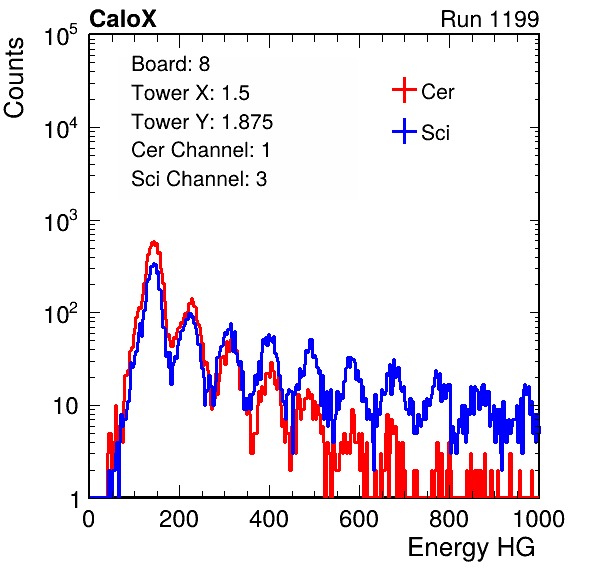 CaloX Run 1199
Counts
10^5
10^4
10^3
10^2
10
1
Board: 8
Tower X: 1.5
Tower Y: 1.875
Cer Channel: 1
Sci Channel: 3
Cer
Sci
0 200 400 600 800 1000
Energy HG